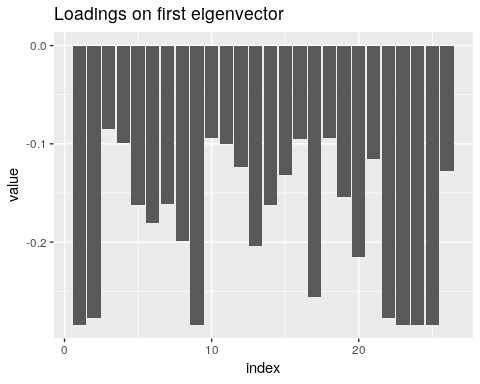 Loadings on first eigenvector
0.0
-0.1
-0.2
value
0
10
20
index